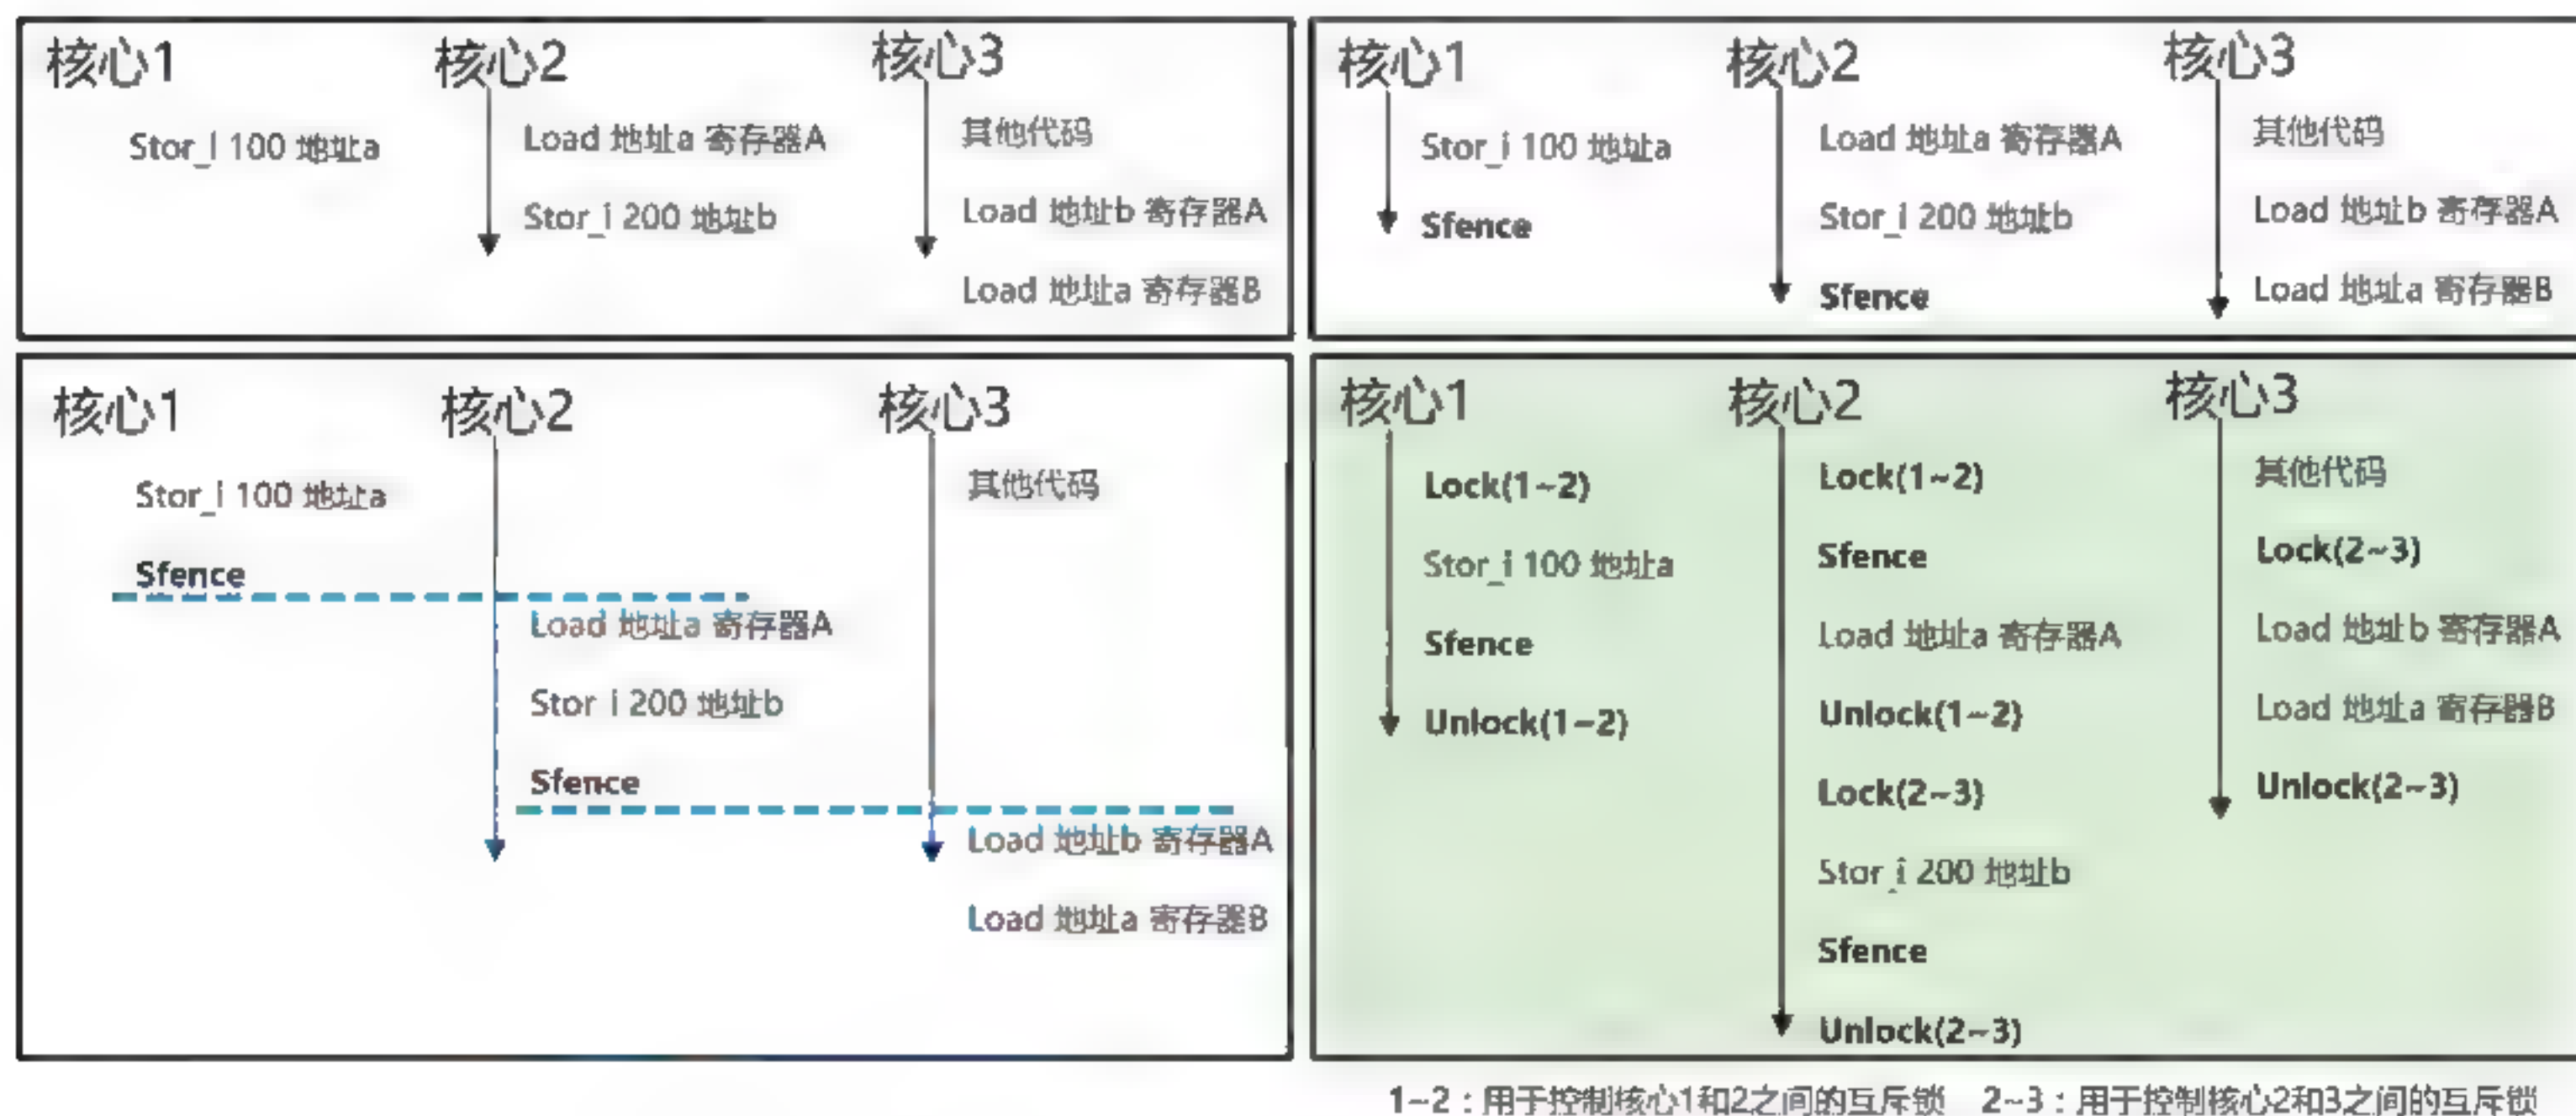 核心1
Stor_i 100 地址a
核心2
Load 地址a 寄存器A
Stor_i 200 地址b
核心3
其他代码
Load 地址b 寄存器A
Load 地址a 寄存器B
核心1
Stor_i 100 地址a
Sfence
核心2
Load 地址a 寄存器A
Stor_i 200 地址b
Sfence
核心3
其他代码
Load 地址b 寄存器A
Load 地址a 寄存器B
核心1
Stor_i 100 地址a
Sfence
核心2
Load 地址a 寄存器A
Stor_i 200 地址b
Sfence
核心3
其他代码
Load 地址b 寄存器A
Load 地址a 寄存器B
核心1
Lock(1~2)
Stor_i 100 地址a
Sfence
Unlock(1~2)
核心2
Lock(1~2)
Sfence
Load 地址a 寄存器A
Unlock(1~2)
Lock(2~3)
Stor_i 200 地址b
Sfence
Unlock(2~3)
核心3
其他代码
Lock(2~3)
Load 地址b 寄存器A
Load 地址a 寄存器B
Unlock(2~3)
1~2：用于控制核心1和2之间的互斥锁 2~3：用于控制核心2和3之间的互斥锁